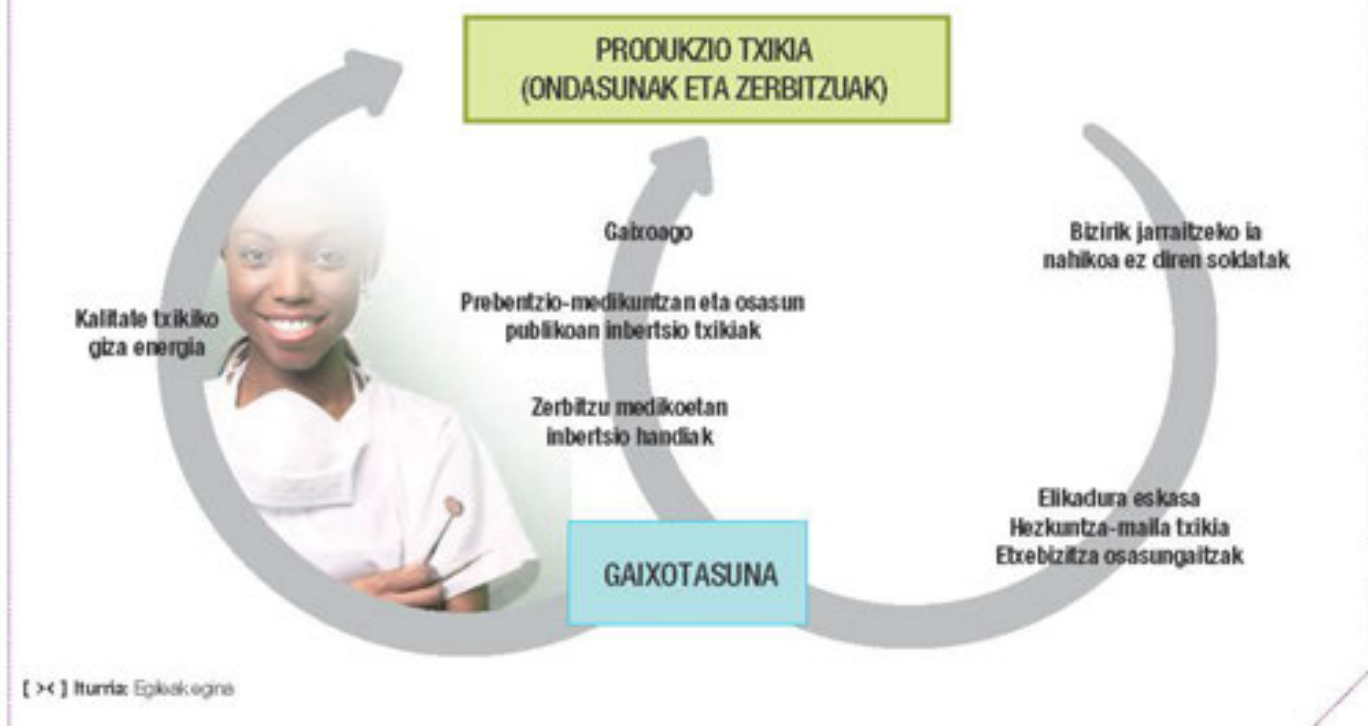 PRODUKZIO TXIKIA
(ONDASUNAK ETA ZERBITZUAK)
Gaixoago
Bizirik jarraitzeko ia
nahikoa ez diren soldatak
Prebentzio-medikuntzan eta osasun
publikoan inbertsio txikiak
Kalitate txikiko
giza energia
Zerbitzu medikoetan
inbertsio handiak
Elikadura eskasa
Hezkuntza-maila txikia
Etxebizitza osasungaitzak
GAIXOTASUNA
Iturria: Egileak egina